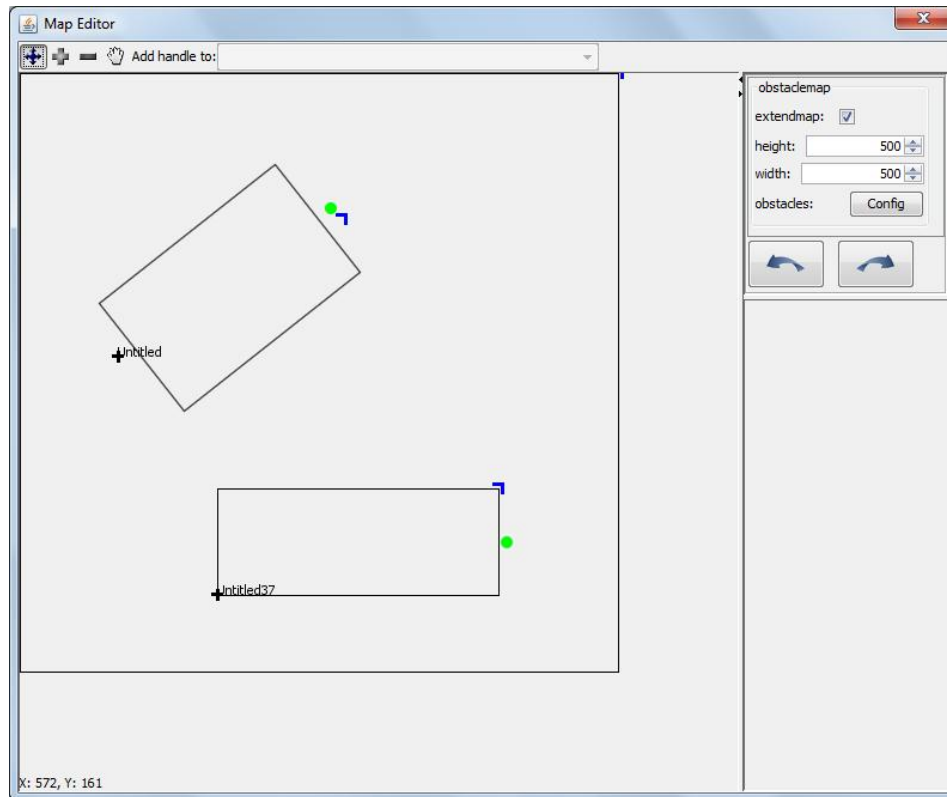 Map Editor
Add handle to:
obstaclemap
extendmap:
height: 500
width: 500
obstacles: Config
Untitled
Untitled37
X: 572, Y: 161